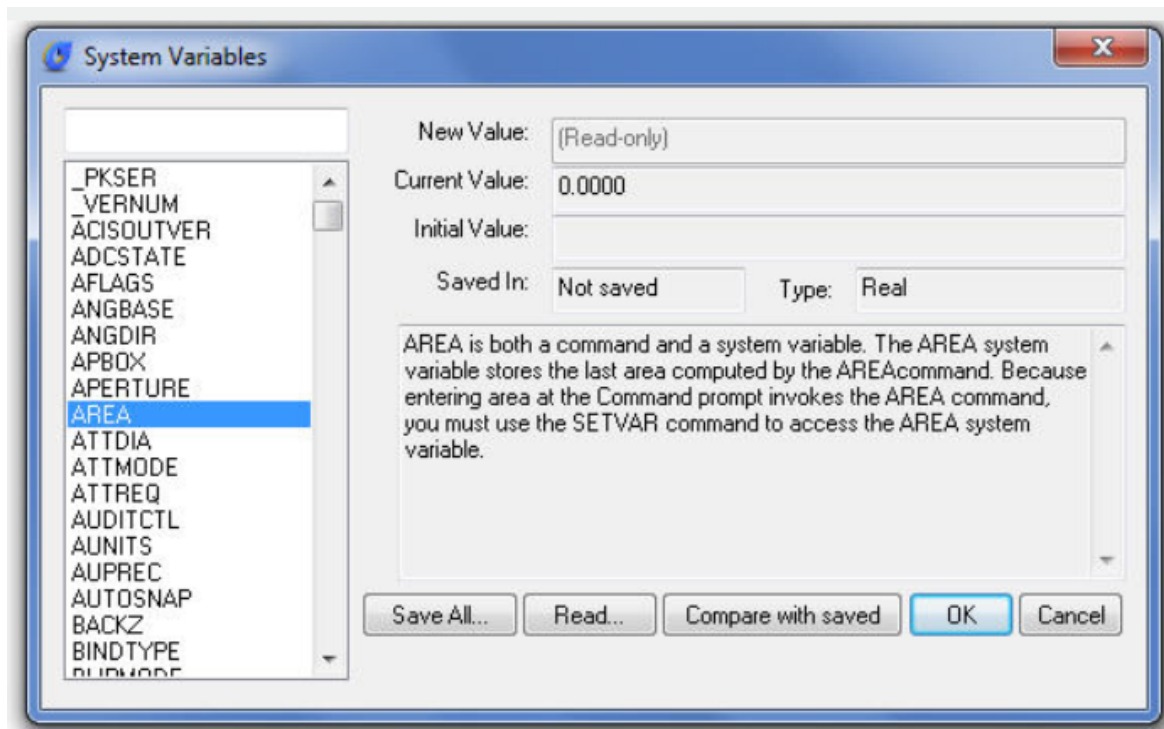 System Variables
_PKSER
_VERNUM
ACISOUTVER
ADCSTATE
AFLAGS
ANGBASE
ANGDIR
APBOX
APERTURE
AREA
ATTDIA
ATTMODE
ATTREQ
AUDITCTL
AUNITS
AUPREC
AUTOSNAP
BACKZ
BINDTYPE
New Value: (Read-only)
Current Value: 0.0000
Initial Value:
Saved In: Not saved Type: Real
AREA is both a command and a system variable. The AREA system
variable stores the last area computed by the AREAcommand. Because
entering area at the Command prompt invokes the AREA command,
you must use the SETVAR command to access the AREA system
variable.
Save All... Read... Compare with saved OK Cancel